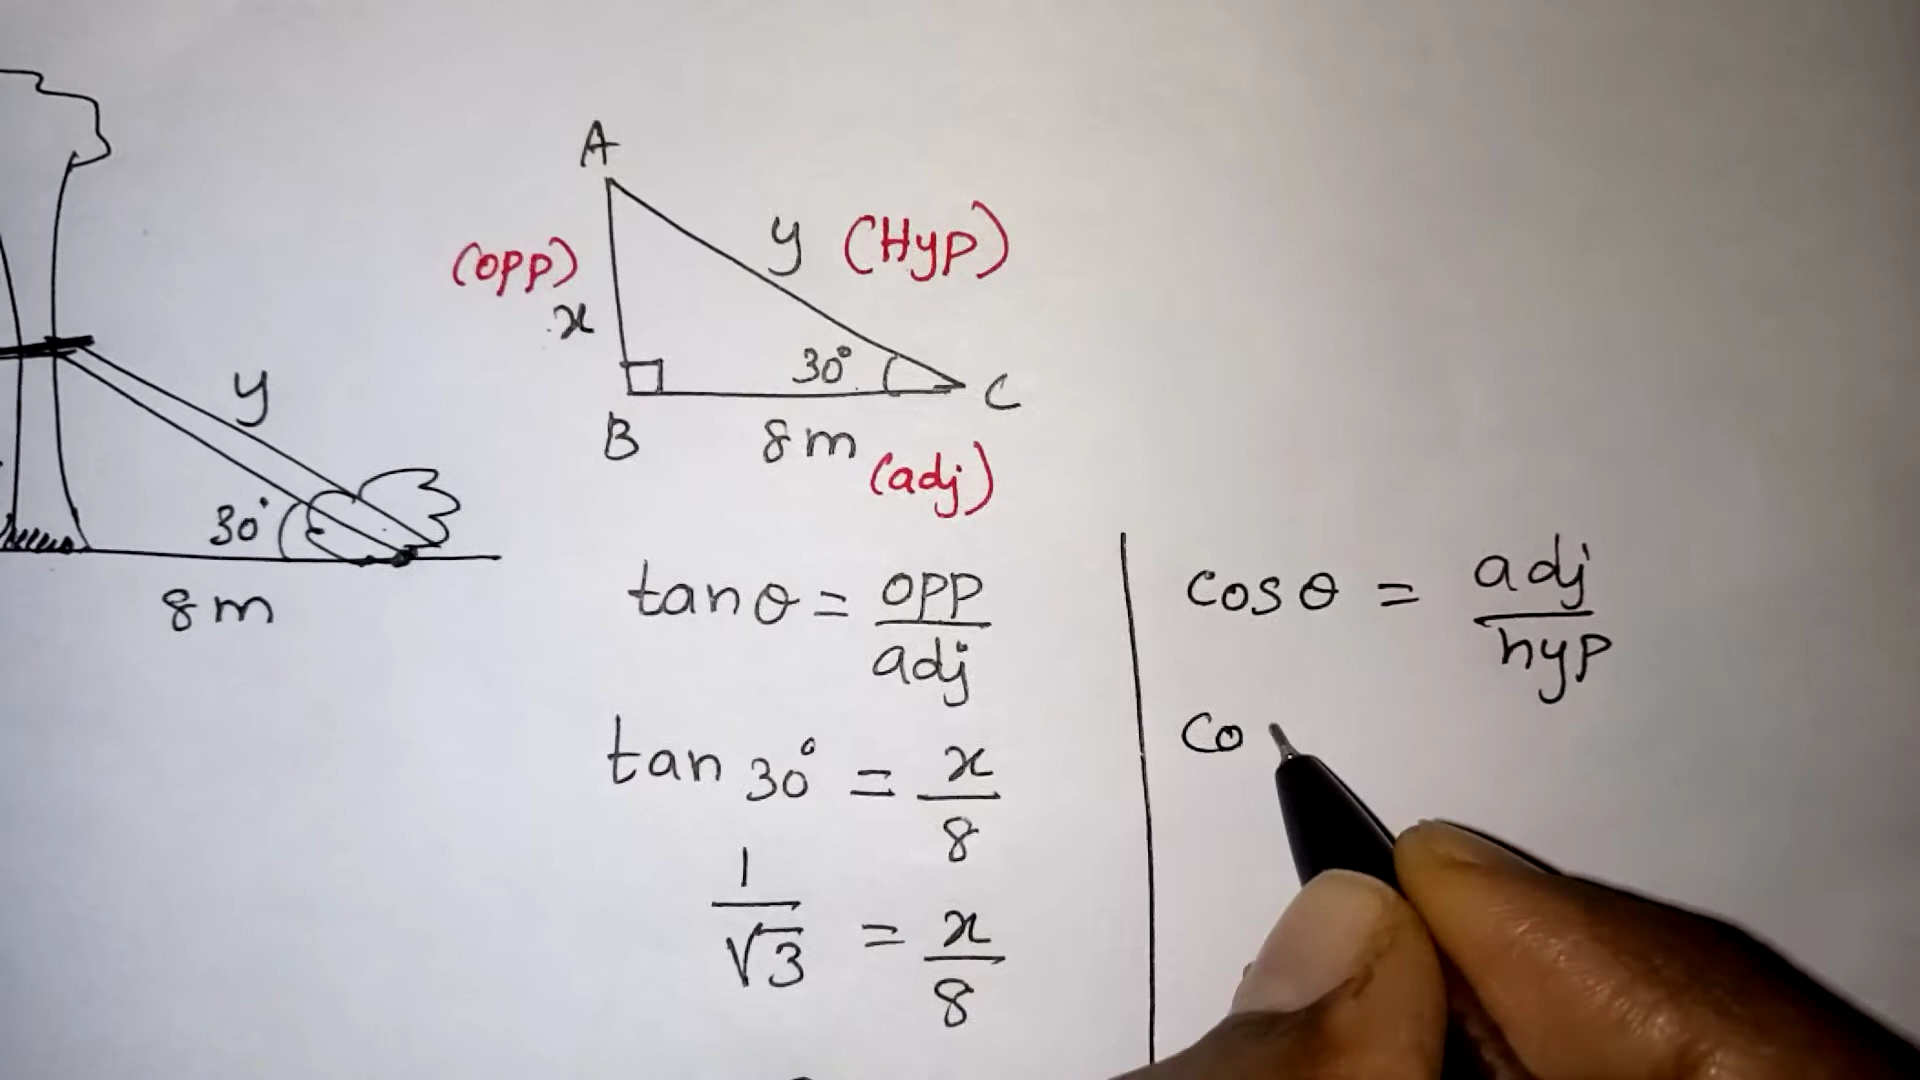 A
(opp)
x
y (Hyp)
30°
B
8m
C
(adj)
y
30°
8m
tanθ = opp/adj
tan 30° = x/8
1/√3 = x/8
cosθ = adj/hyp
co